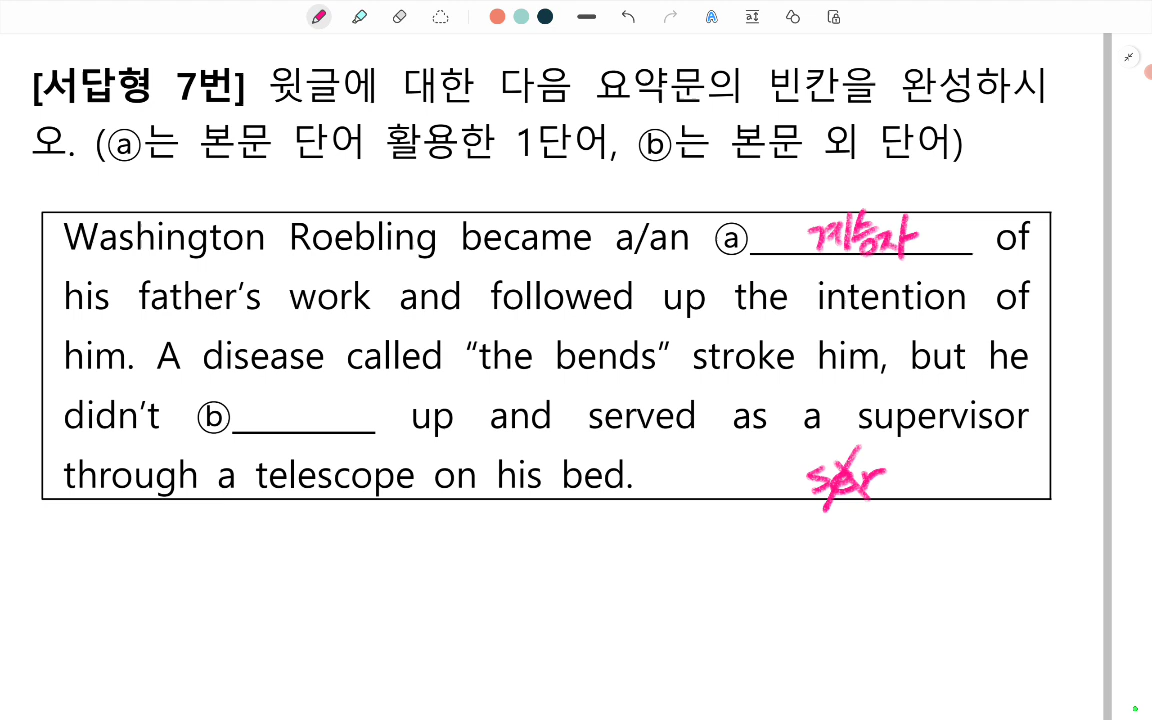 [서답형 7번] 윗글에 대한 다음 요약문의 빈칸을 완성하시
오. (ⓐ는 본문 단어 활용한 1단어, ⓑ는 본문 외 단어)
Washington Roebling became a/an ⓐ 계승자 of
his father's work and followed up the intention of
him. A disease called “the bends” stroke him, but he
didn't ⓑ________ up and served as a supervisor
through a telescope on his bed.